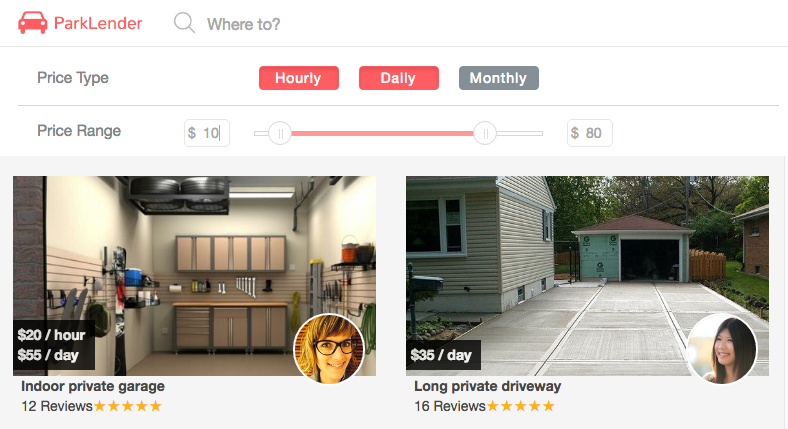 ParkLender
Where to?
Price Type
Hourly
Daily
Monthly
Price Range
$ 10
$ 80
$20 / hour
$55 / day
$35 / day
Indoor private garage
12 Reviews★★★★★
Long private driveway
16 Reviews★★★★★